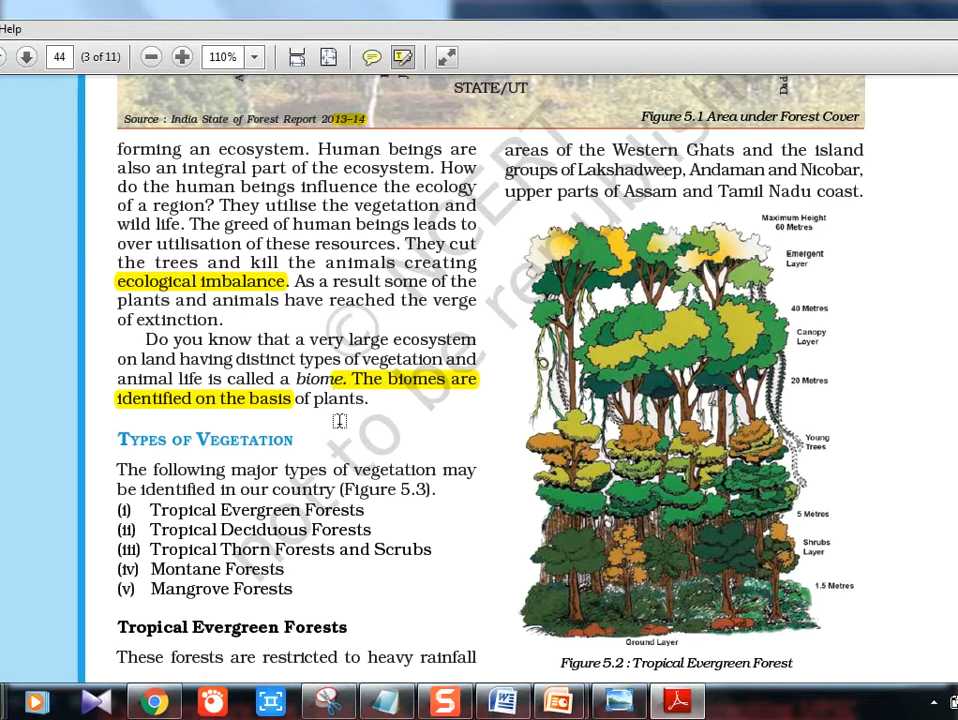 Help
44
(3 of 11)
110%
STATE/UT
Source : India State of Forest Report 2013–14
Figure 5.1 Area under Forest Cover
forming an ecosystem. Human beings are
also an integral part of the ecosystem. How
do the human beings influence the ecology
of a region? They utilise the vegetation and
wild life. The greed of human beings leads to
over utilisation of these resources. They cut
the trees and kill the animals creating
ecological imbalance. As a result some of the
plants and animals have reached the verge
of extinction.
Do you know that a very large ecosystem
on land having distinct types of vegetation and
animal life is called a biome. The biomes are
identified on the basis of plants.
TYPES OF VEGETATION
The following major types of vegetation may
be identified in our country (Figure 5.3).
(i) Tropical Evergreen Forests
(ii) Tropical Deciduous Forests
(iii) Tropical Thorn Forests and Scrubs
(iv) Montane Forests
(v) Mangrove Forests
Tropical Evergreen Forests
These forests are restricted to heavy rainfall
areas of the Western Ghats and the island
groups of Lakshadweep, Andaman and Nicobar,
upper parts of Assam and Tamil Nadu coast.
Maximum Height
60 Metres
Emergent
Layer
40 Metres
Canopy
Layer
20 Metres
Young
Trees
5 Metres
Shrubs
Layer
1.5 Metres
Ground Layer
Figure 5.2 : Tropical Evergreen Forest
© NCERT
not to be republish